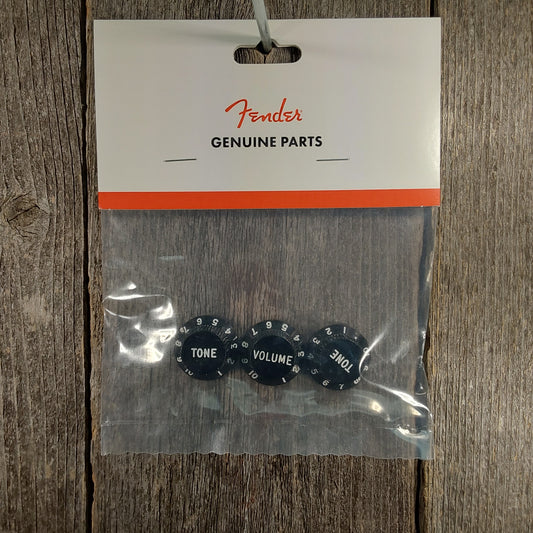 Fender
GENUINE PARTS
TONE
VOLUME
TONE